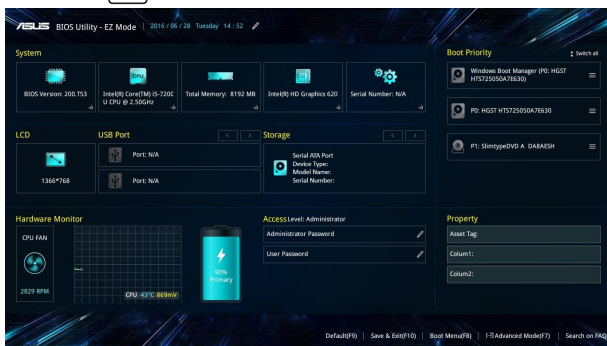 ASUS BIOS Utility - EZ Mode 2016 / 06 / 28 Tuesday 14 : 52
System
BIOS Version: 200.T53
Intel(R) Core(TM) i5-7200
U CPU @ 2.50GHz
CPU
Total Memory: 8192 MB
Intel(R) HD Graphics 620
Serial Number: N/A
Boot Priority
Switch all
Windows Boot Manager (P0: HGST
HTS725050A7E630)
P0: HGST HTS725050A7E630
P1: SlimtypeDVD A DA8AESH
LCD
1366*768
USB Port
Port: N/A
Port: N/A
Storage
Serial ATA Port
Device Type:
Model Name:
Serial Number:
Hardware Monitor
CPU FAN
2829 RPM
CPU 43°C 869mV
90%
Primary
Access Level: Administrator
Administrator Password
User Password
Property
Asset Tag:
Colum1:
Colum2:
Default(F9) Save & Exit(F10) Boot Menu(F8) Advanced Mode(F7) Search on FAQ